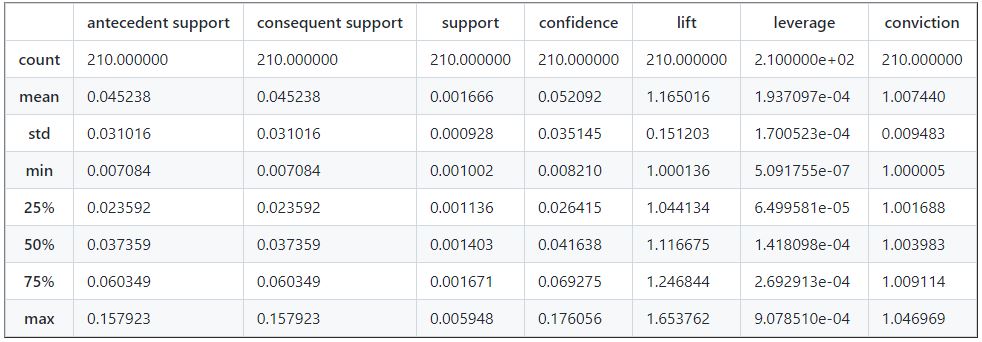 antecedent support consequent support support confidence lift leverage conviction
count 210.000000 210.000000 210.000000 210.000000 210.000000 2.100000e+02 210.000000
mean 0.045238 0.045238 0.001666 0.052092 1.165016 1.937097e-04 1.007440
std 0.031016 0.031016 0.000928 0.035145 0.151203 1.700523e-04 0.009483
min 0.007084 0.007084 0.001002 0.008210 1.000136 5.091755e-07 1.000005
25% 0.023592 0.023592 0.001136 0.026415 1.044134 6.499581e-05 1.001688
50% 0.037359 0.037359 0.001403 0.041638 1.116675 1.418098e-04 1.003983
75% 0.060349 0.060349 0.001671 0.069275 1.246844 2.692913e-04 1.009114
max 0.157923 0.157923 0.005948 0.176056 1.653762 9.078510e-04 1.046969